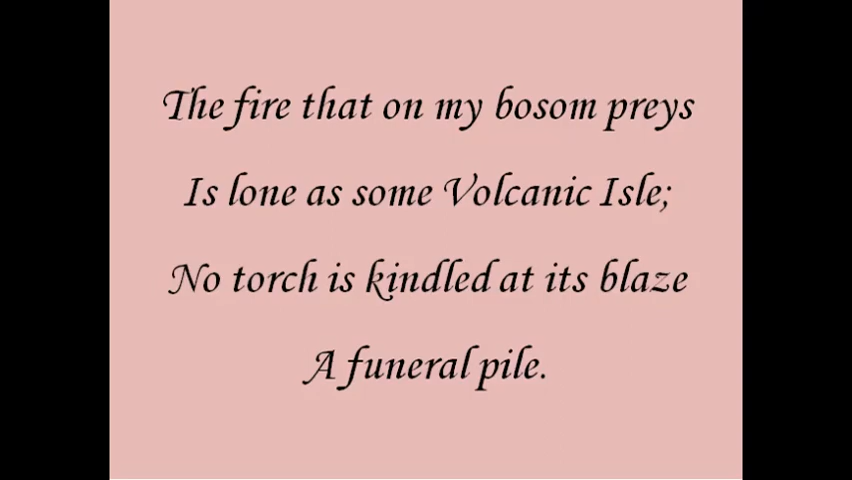 The fire that on my bosom preys
Is lone as some Volcanic Isle;
No torch is kindled at its blaze
A funeral pile.